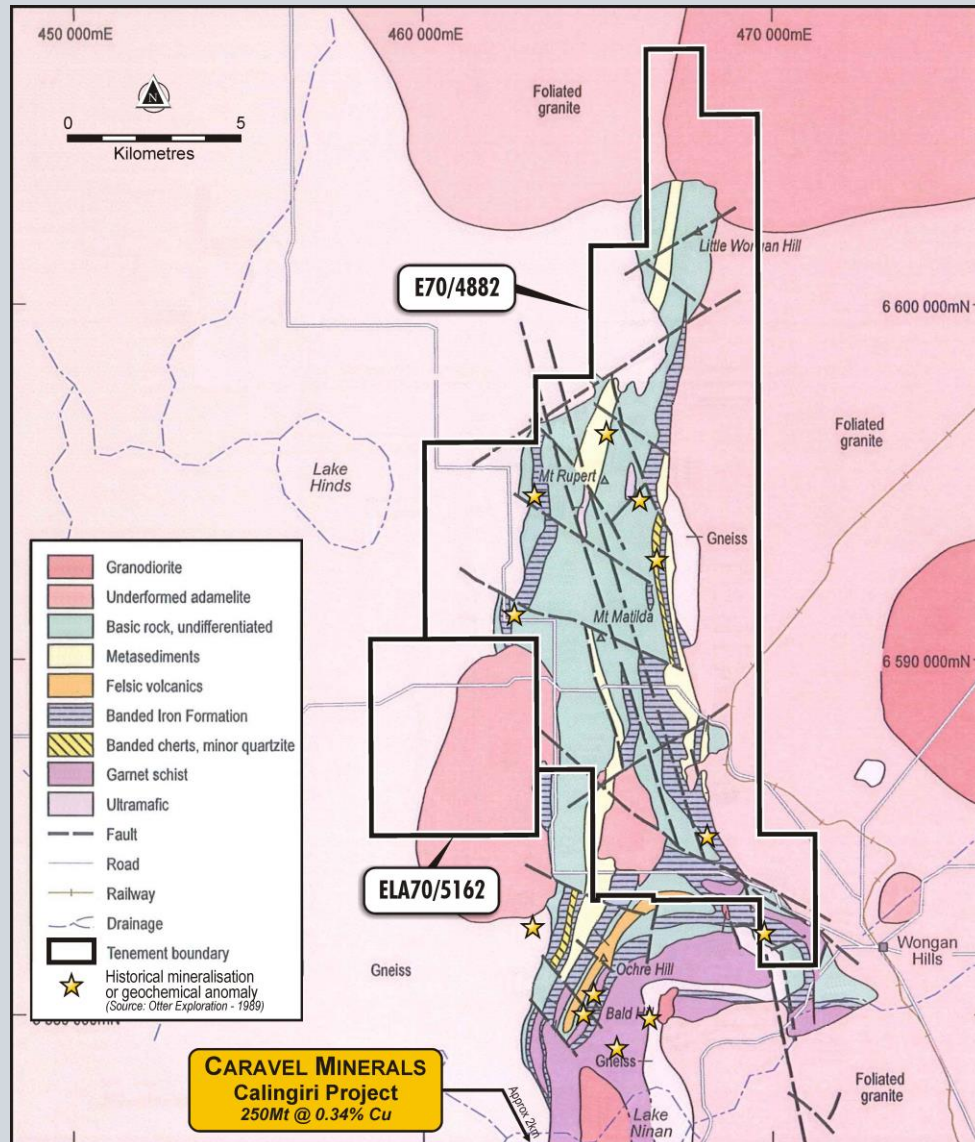 450 000mE
460 000mE
470 000mE
N
0
5
Kilometres
Foliated
granite
Little Wongan Hill
E70/4882
6 600 000mN
Foliated
granite
Lake
Hinds
Mt Rupert
Gneiss
Mt Matilda
6 590 000mN
Granodiorite
Underformed adamelite
Basic rock, undifferentiated
Metasediments
Felsic volcanics
Banded Iron Formation
Banded cherts, minor quartzite
Garnet schist
Ultramafic
Fault
Road
Railway
Drainage
Tenement boundary
Historical mineralisation
or geochemical anomaly
(Source: Otter Exploration - 1989)
ELA70/5162
Gneiss
Wongan
Hills
Ochre Hill
Bald
000mN
Gneiss
CARAVEL MINERALS
Calingiri Project
250Mt @ 0.34% Cu
Approx 2km
Lake
Ninan
Foliated
granite